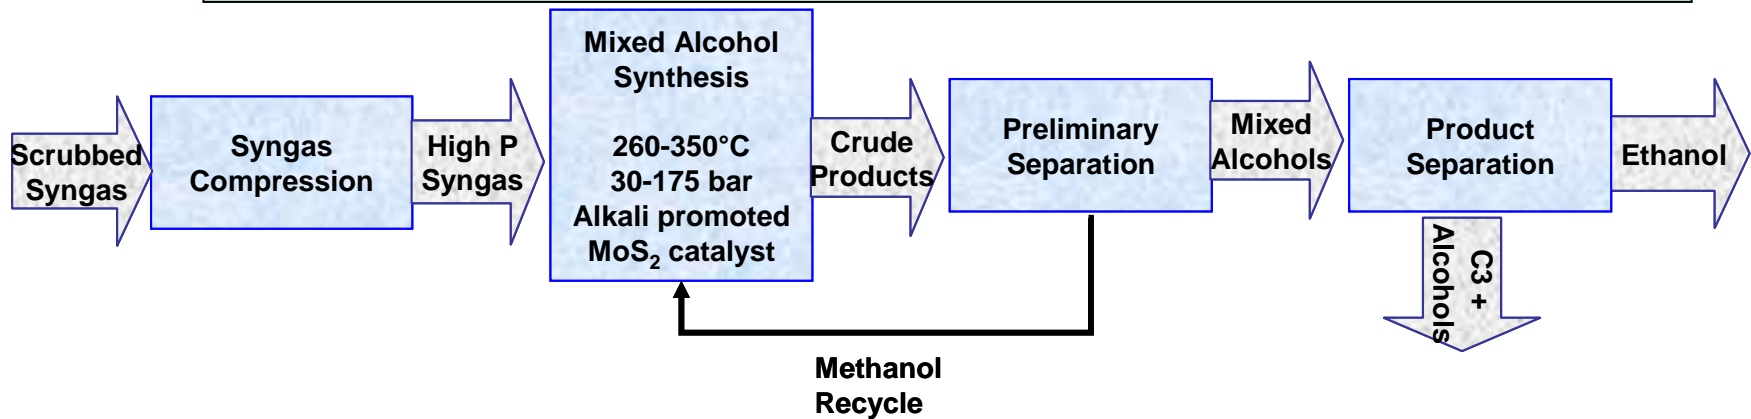 Scrubbed
Syngas
Syngas
Compression
High P
Syngas
Mixed Alcohol
Synthesis
260-350°C
30-175 bar
Alkali promoted
MoS₂ catalyst
Crude
Products
Preliminary
Separation
Mixed
Alcohols
Product
Separation
Ethanol
C3 +
Alcohols
Methanol
Recycle